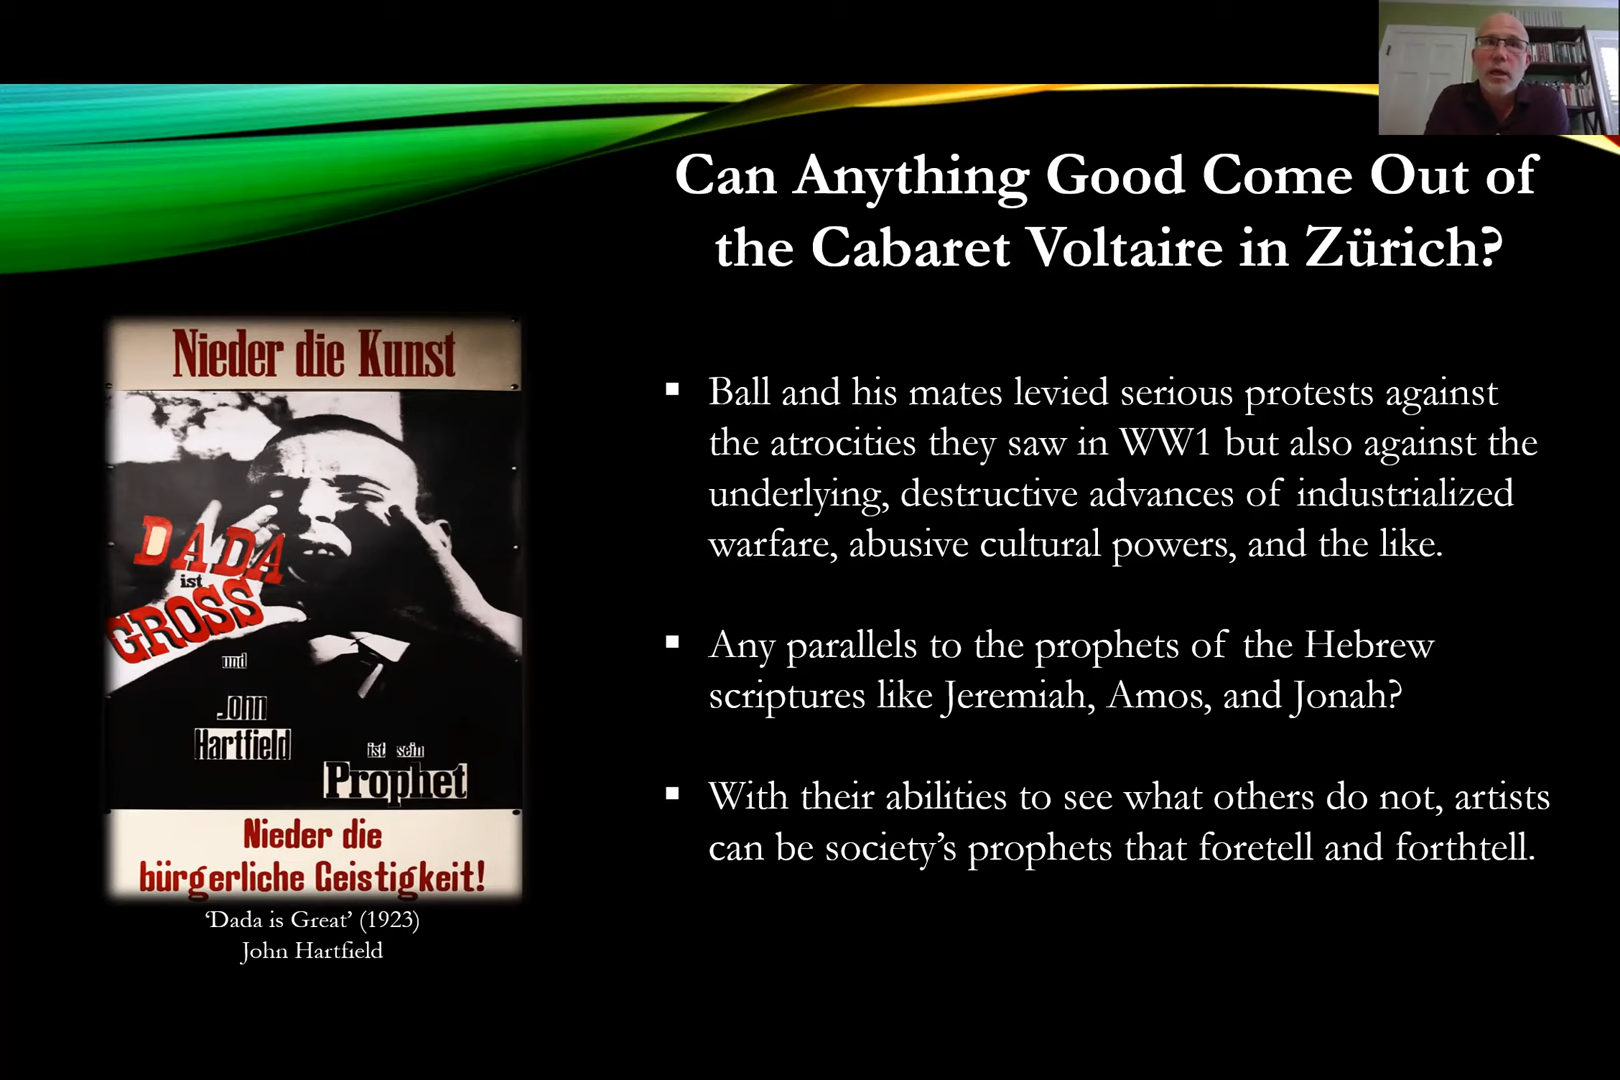 Can Anything Good Come Out of
the Cabaret Voltaire in Zürich?
Nieder die Kunst
DADA
ist
GROSS
und
John
Hartfield
ist sein
Prophet
Nieder die
bürgerliche Geistigkeit!
‘Dada is Great’ (1923)
John Hartfield
▪ Ball and his mates levied serious protests against
the atrocities they saw in WW1 but also against the
underlying, destructive advances of industrialized
warfare, abusive cultural powers, and the like.
▪ Any parallels to the prophets of the Hebrew
scriptures like Jeremiah, Amos, and Jonah?
▪ With their abilities to see what others do not, artists
can be society’s prophets that foretell and forthtell.